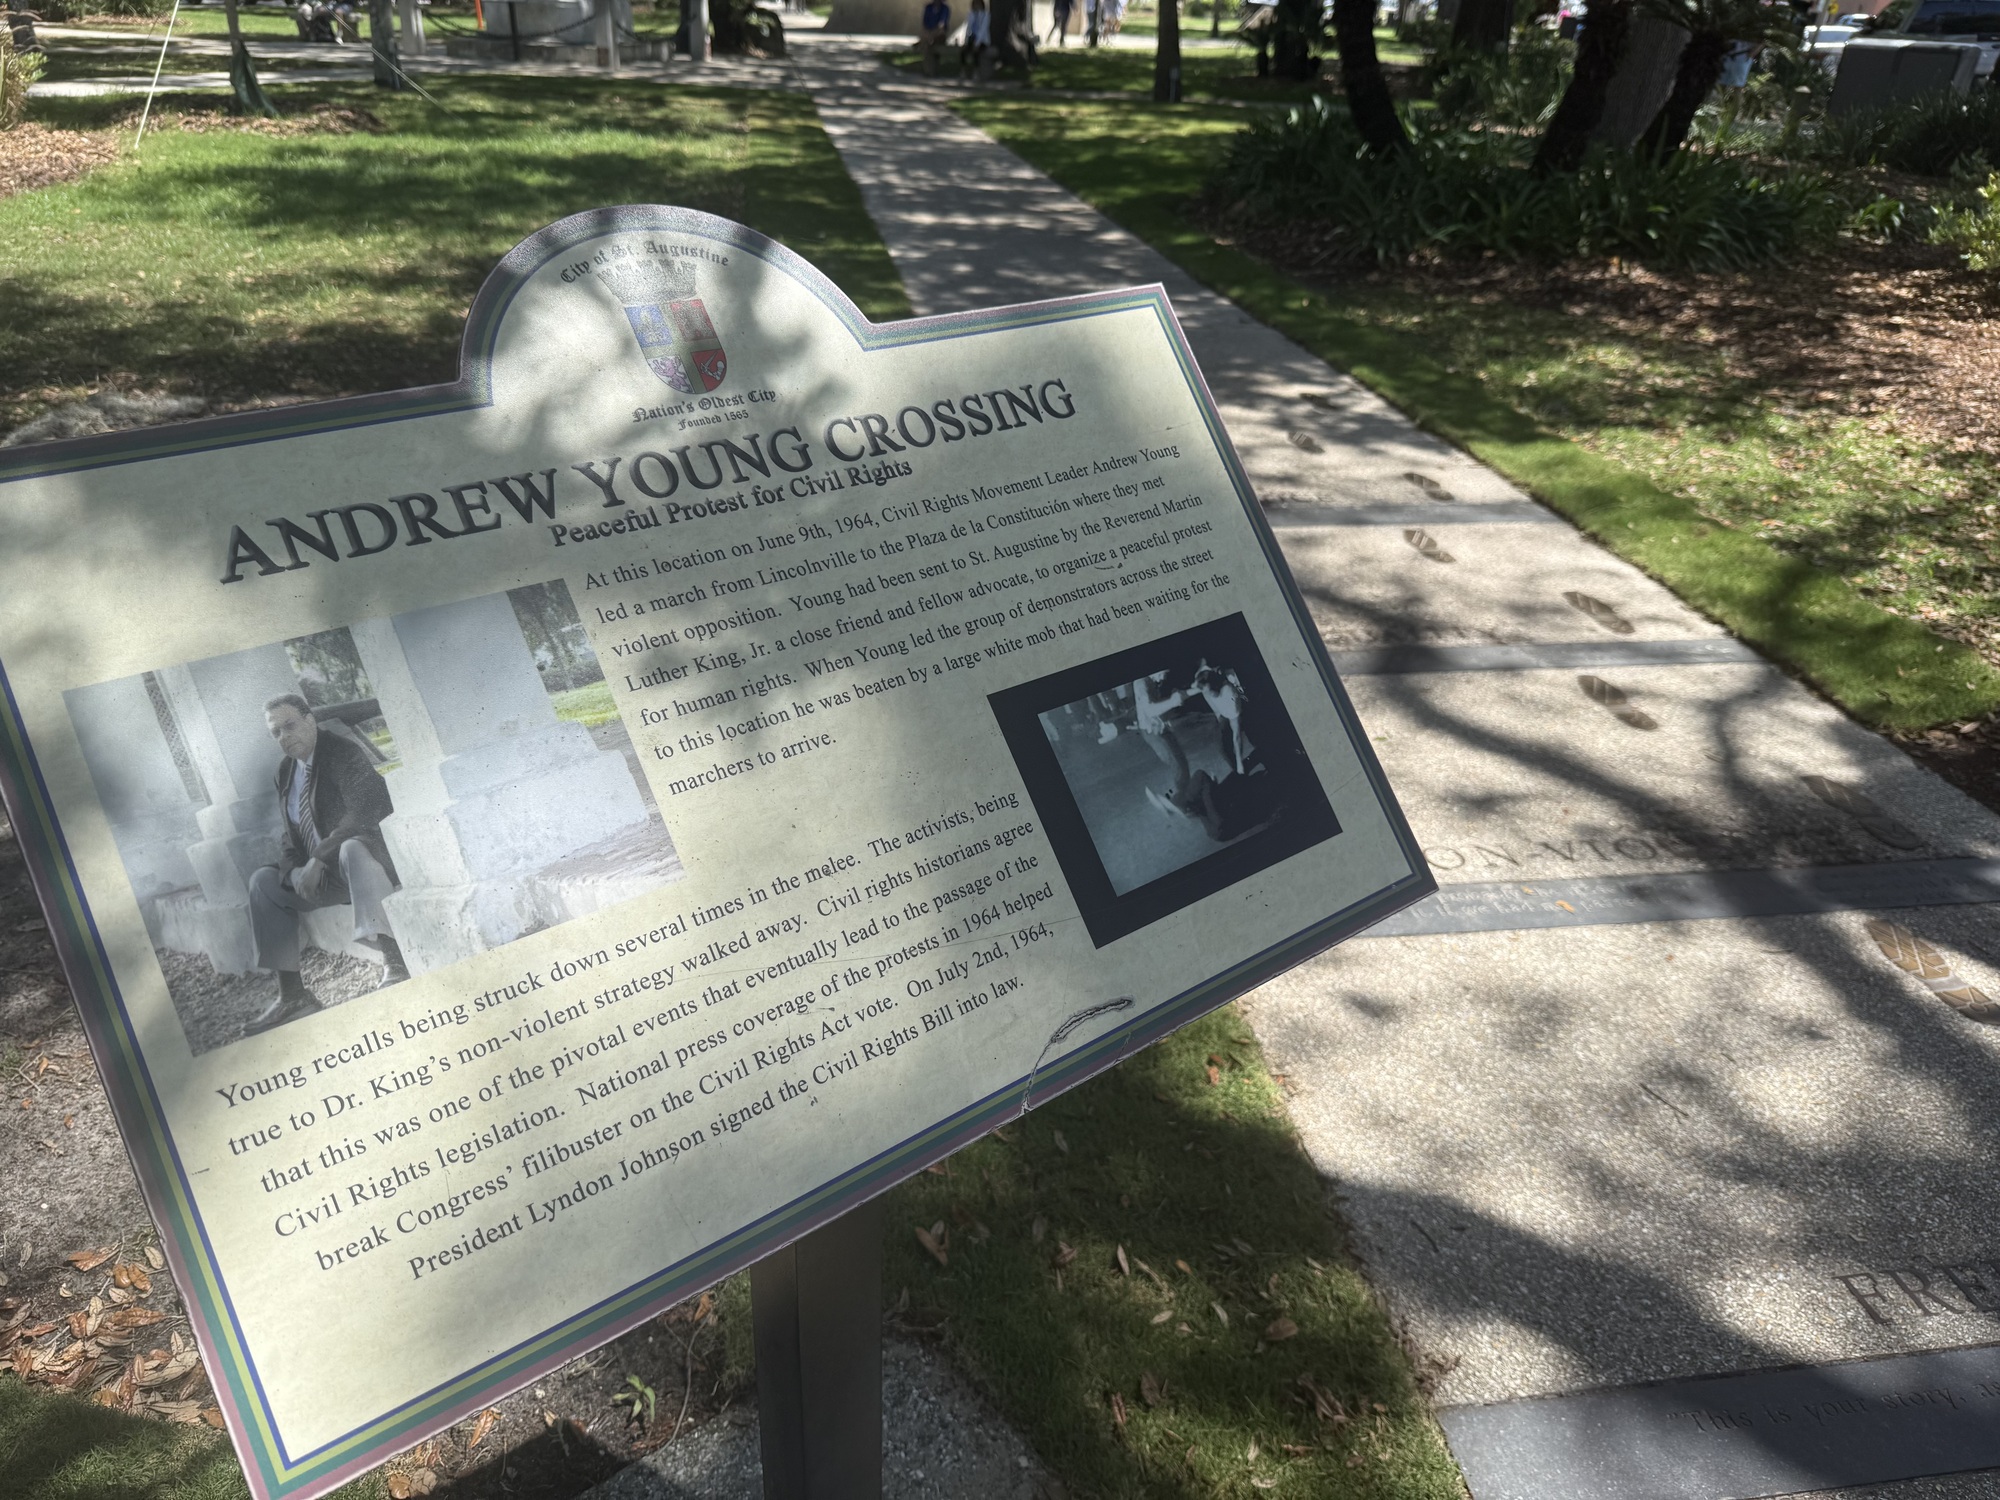 City of St. Augustine
Nation's Oldest City
Founded 1565
ANDREW YOUNG CROSSING
Peaceful Protest for Civil Rights
At this location on June 9th, 1964, Civil Rights Movement Leader Andrew Young
led a march from Lincolnville to the Plaza de la Constitución where they met
violent opposition. Young had been sent to St. Augustine by the Reverend Martin
Luther King, Jr. a close friend and fellow advocate, to organize a peaceful protest
for human rights. When Young led the group of demonstrators across the street
to this location he was beaten by a large white mob that had been waiting for the
marchers to arrive.
Young recalls being struck down several times in the melee. The activists, being
true to Dr. King's non-violent strategy walked away. Civil rights historians agree
that this was one of the pivotal events that eventually lead to the passage of the
Civil Rights legislation. National press coverage of the protests in 1964 helped
break Congress' filibuster on the Civil Rights Act vote. On July 2nd, 1964,
President Lyndon Johnson signed the Civil Rights Bill into law.
ON-VIO
FRE
"This is your story,